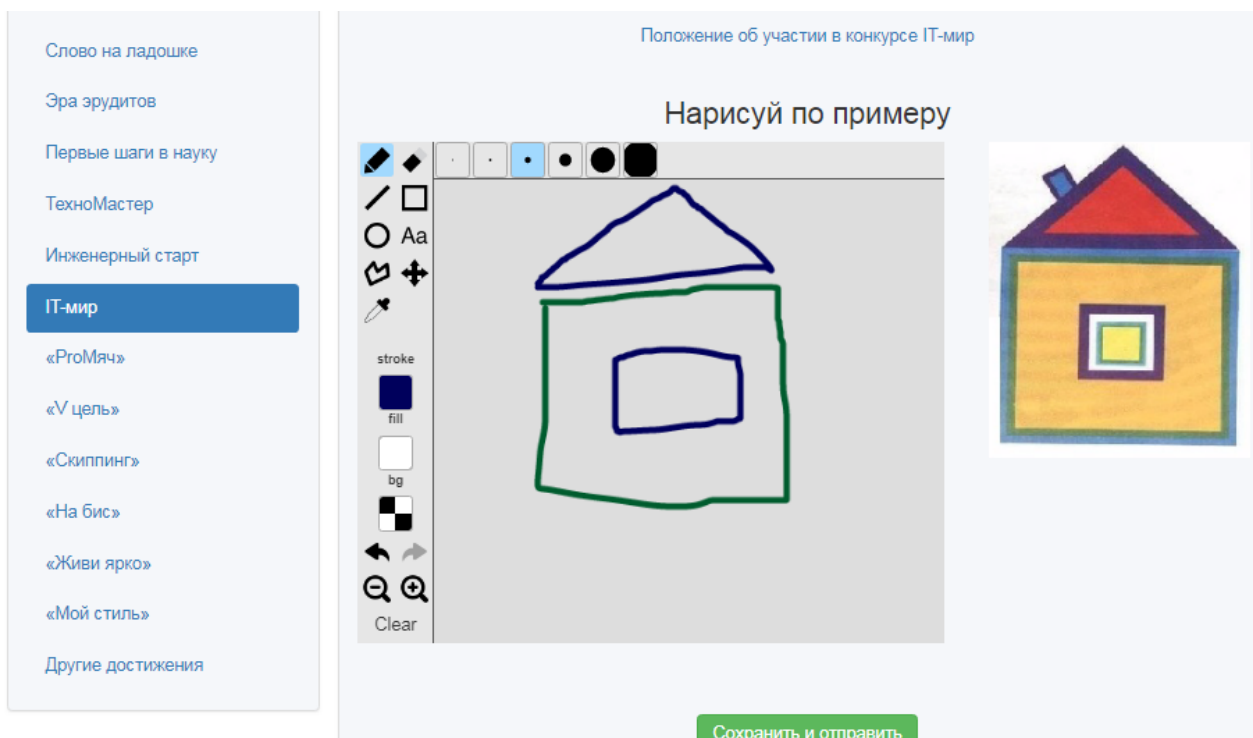 Слово на ладошке
Эра эрудитов
Первые шаги в науку
ТехноМастер
Инженерный старт
IT-мир
«ProМяч»
«V цель»
«Скиппинг»
«На бис»
«Живи ярко»
«Мой стиль»
Другие достижения
Положение об участии в конкурсе IT-мир
Нарисуй по примеру
Aa
stroke
fill
bg
Clear
Сохранить и отправить